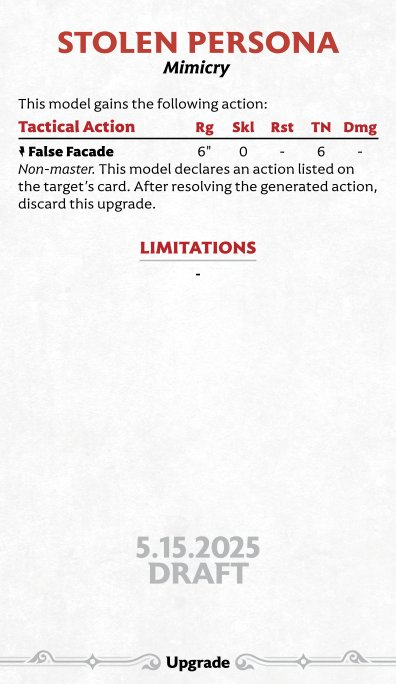 STOLEN PERSONA
Mimicry
This model gains the following action:
Tactical Action Rg Skl Rst TN Dmg
False Facade 6" 0 - 6 -
Non-master. This model declares an action listed on
the target's card. After resolving the generated action,
discard this upgrade.
LIMITATIONS
-
5.15.2025
DRAFT
Upgrade